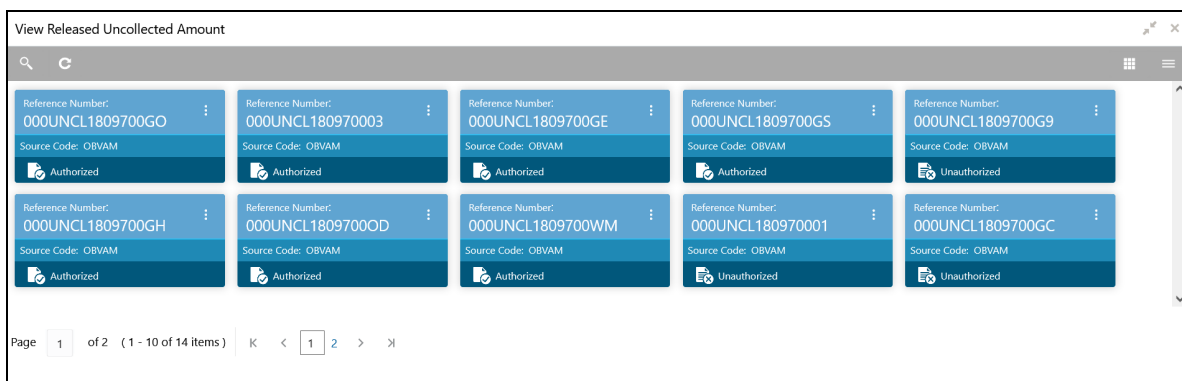 View Released Uncollected Amount
Reference Number: Reference Number: Reference Number: Reference Number: Reference Number:
000UNCL1809700GO 000UNCL180970003 000UNCL1809700GE 000UNCL1809700GS 000UNCL1809700G9
Source Code: OBVAM Source Code: OBVAM Source Code: OBVAM Source Code: OBVAM Source Code: OBVAM
Authorized Authorized Authorized Authorized Unauthorized
Reference Number: Reference Number: Reference Number: Reference Number: Reference Number:
000UNCL1809700GH 000UNCL1809700OD 000UNCL1809700WM 000UNCL180970001 000UNCL1809700GC
Source Code: OBVAM Source Code: OBVAM Source Code: OBVAM Source Code: OBVAM Source Code: OBVAM
Authorized Authorized Authorized Unauthorized Unauthorized
Page 1 of 2 ( 1 - 10 of 14 items ) 1 2